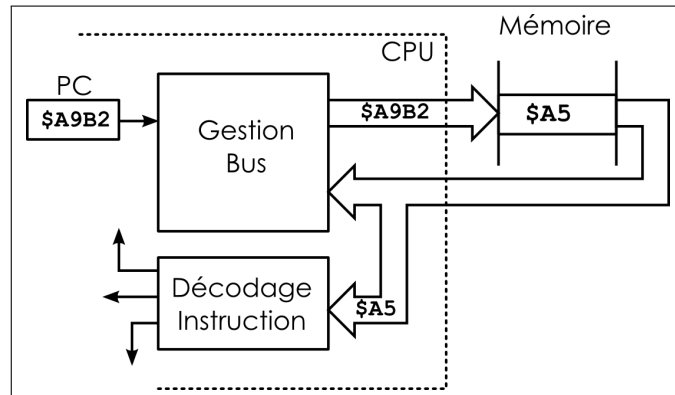 Mémoire
CPU
PC
$A9B2
Gestion
Bus
$A9B2
$A5
Décodage
Instruction
$A5